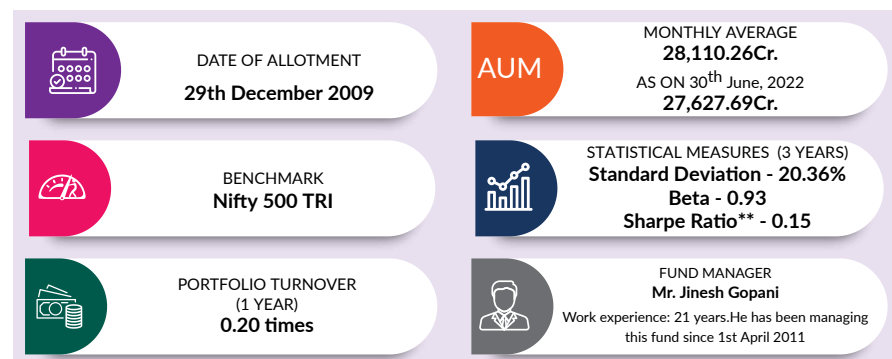 DATE OF ALLOTMENT
29th December 2009
AUM
MONTHLY AVERAGE
28,110.26Cr.
AS ON 30th June, 2022
27,627.69Cr.
BENCHMARK
Nifty 500 TRI
STATISTICAL MEASURES (3 YEARS)
Standard Deviation - 20.36%
Beta - 0.93
Sharpe Ratio** - 0.15
PORTFOLIO TURNOVER
(1 YEAR)
0.20 times
FUND MANAGER
Mr. Jinesh Gopani
Work experience: 21 years.He has been managing
this fund since 1st April 2011